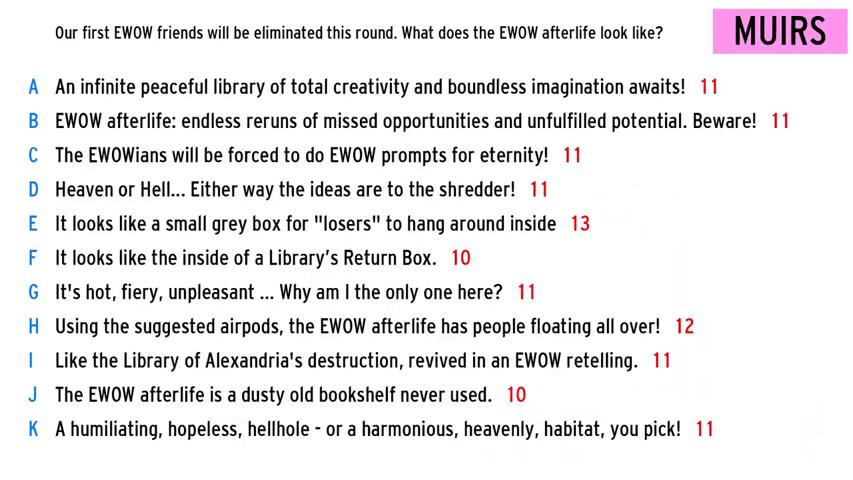 Our first EWOW friends will be eliminated this round. What does the EWOW afterlife look like?
MUIRS
A An infinite peaceful library of total creativity and boundless imagination awaits! 11
B EWOW afterlife: endless reruns of missed opportunities and unfulfilled potential. Beware! 11
C The EWOWians will be forced to do EWOW prompts for eternity! 11
D Heaven or Hell... Either way the ideas are to the shredder! 11
E It looks like a small grey box for "losers" to hang around inside 13
F It looks like the inside of a Library’s Return Box. 10
G It's hot, fiery, unpleasant ... Why am I the only one here? 11
H Using the suggested airpods, the EWOW afterlife has people floating all over! 12
I Like the Library of Alexandria's destruction, revived in an EWOW retelling. 11
J The EWOW afterlife is a dusty old bookshelf never used. 10
K A humiliating, hopeless, hellhole - or a harmonious, heavenly, habitat, you pick! 11